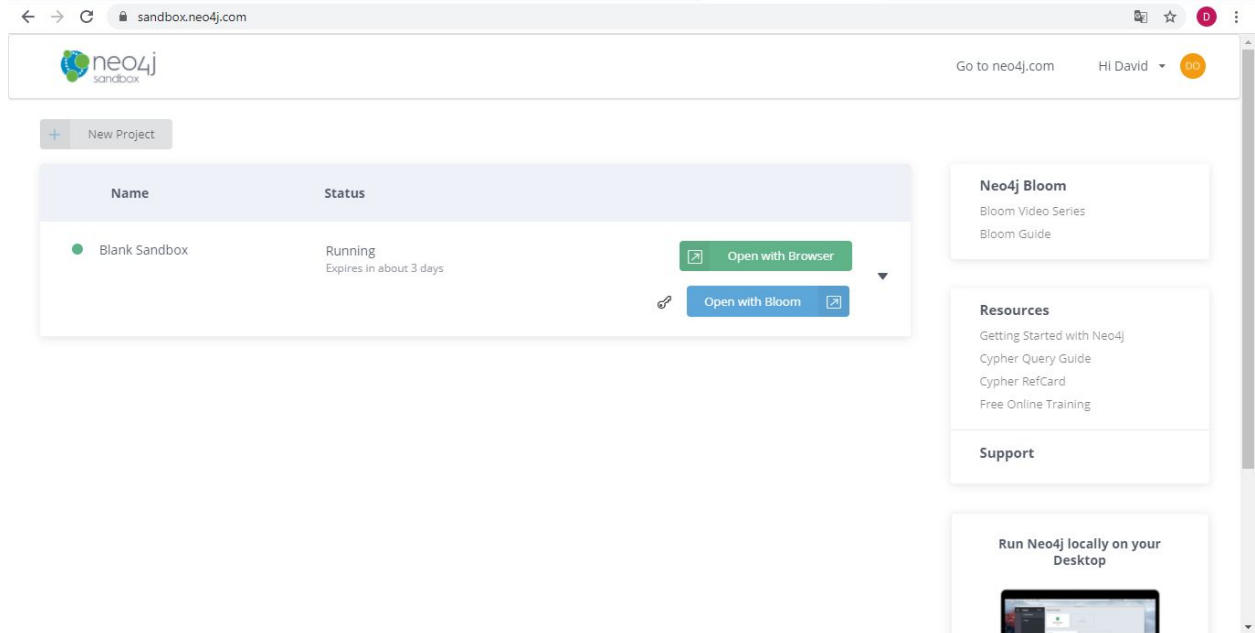 sandbox.neo4j.com
D
neo4j
sandbox
Go to neo4j.com
Hi David
DO
+ New Project
Name
Status
Blank Sandbox
Running
Expires in about 3 days
Open with Browser
Open with Bloom
Neo4j Bloom
Bloom Video Series
Bloom Guide
Resources
Getting Started with Neo4j
Cypher Query Guide
Cypher RefCard
Free Online Training
Support
Run Neo4j locally on your
Desktop